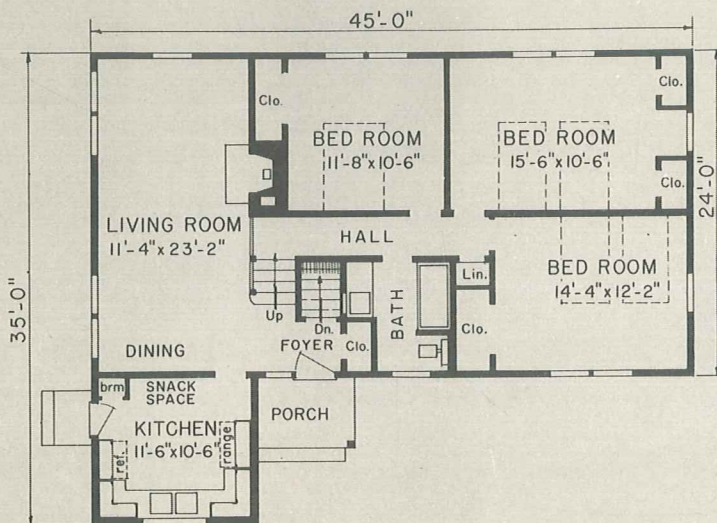 45'-0"
Clo.
Clo.
BED ROOM
11'-8"x10'-6"
BED ROOM
15'-6"x10'-6"
Clo.
24'-0"
LIVING ROOM
11'-4"x23'-2"
HALL
BED ROOM
14'-4"x12'-2"
Lin.
35'-0"
Up
Dn.
BATH
Clo.
DINING
FOYER
Clo.
brm
SNACK
SPACE
PORCH
KITCHEN
11'-6"x10'-6"
ref.
range